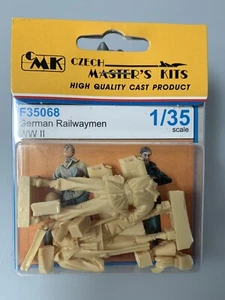 CMK
CZECH
MASTER'S KITS
HIGH QUALITY CAST PRODUCT
F35068
German Railwaymen
WW II
1/35
scale